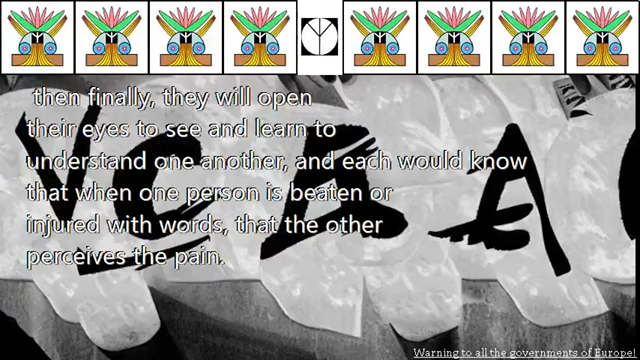 then finally, they will open
their eyes to see and learn to
understand one another, and each would know
that when one person is beaten or
injured with words, that the other
perceives the pain.
Warning to all the governments of Europe!